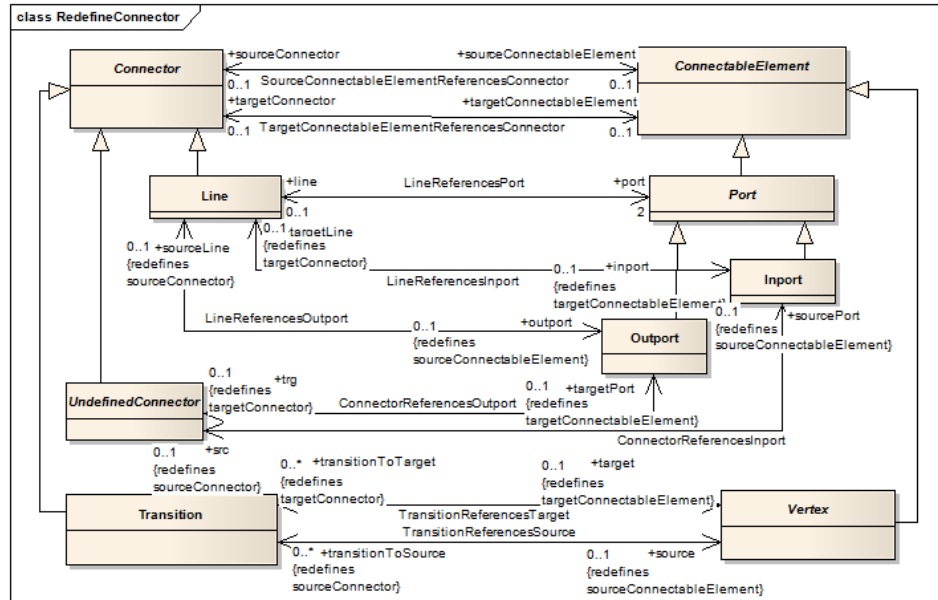 class RedefineConnector
+sourceConnector
+sourceConnectableElement
Connector
ConnectableElement
0..1
SourceConnectableElementReferencesConnector
0..1
+targetConnector
+targetConnectableElement
0..1
TargetConnectableElementReferencesConnector
0..1
Line
+line
LineReferencesPort
+port
Port
0..1
2
0..1
+sourceLine
{redefines
sourceConnector}
0..1
targetLine
{redefines
targetConnector}
LineReferencesInport
0..1
+inport
{redefines
targetConnectableElement}
Inport
LineReferencesOutport
0..1
+outport
{redefines
sourceConnectableElement}
Outport
0..1
+sourcePort
{redefines
sourceConnectableElement}
UndefinedConnector
0..1
+trg
{redefines
targetConnector}
ConnectorReferencesOutport
0..1
+targetPort
{redefines
targetConnectableElement}
ConnectorReferencesInport
0..1
+src
{redefines
sourceConnector}
0..*
+transitionToTarget
{redefines
targetConnector}
0..1
+target
{redefines
targetConnectableElement}
Transition
TransitionReferencesTarget
TransitionReferencesSource
Vertex
0..*
+transitionToSource
{redefines
sourceConnector}
0..1
+source
{redefines
sourceConnectableElement}